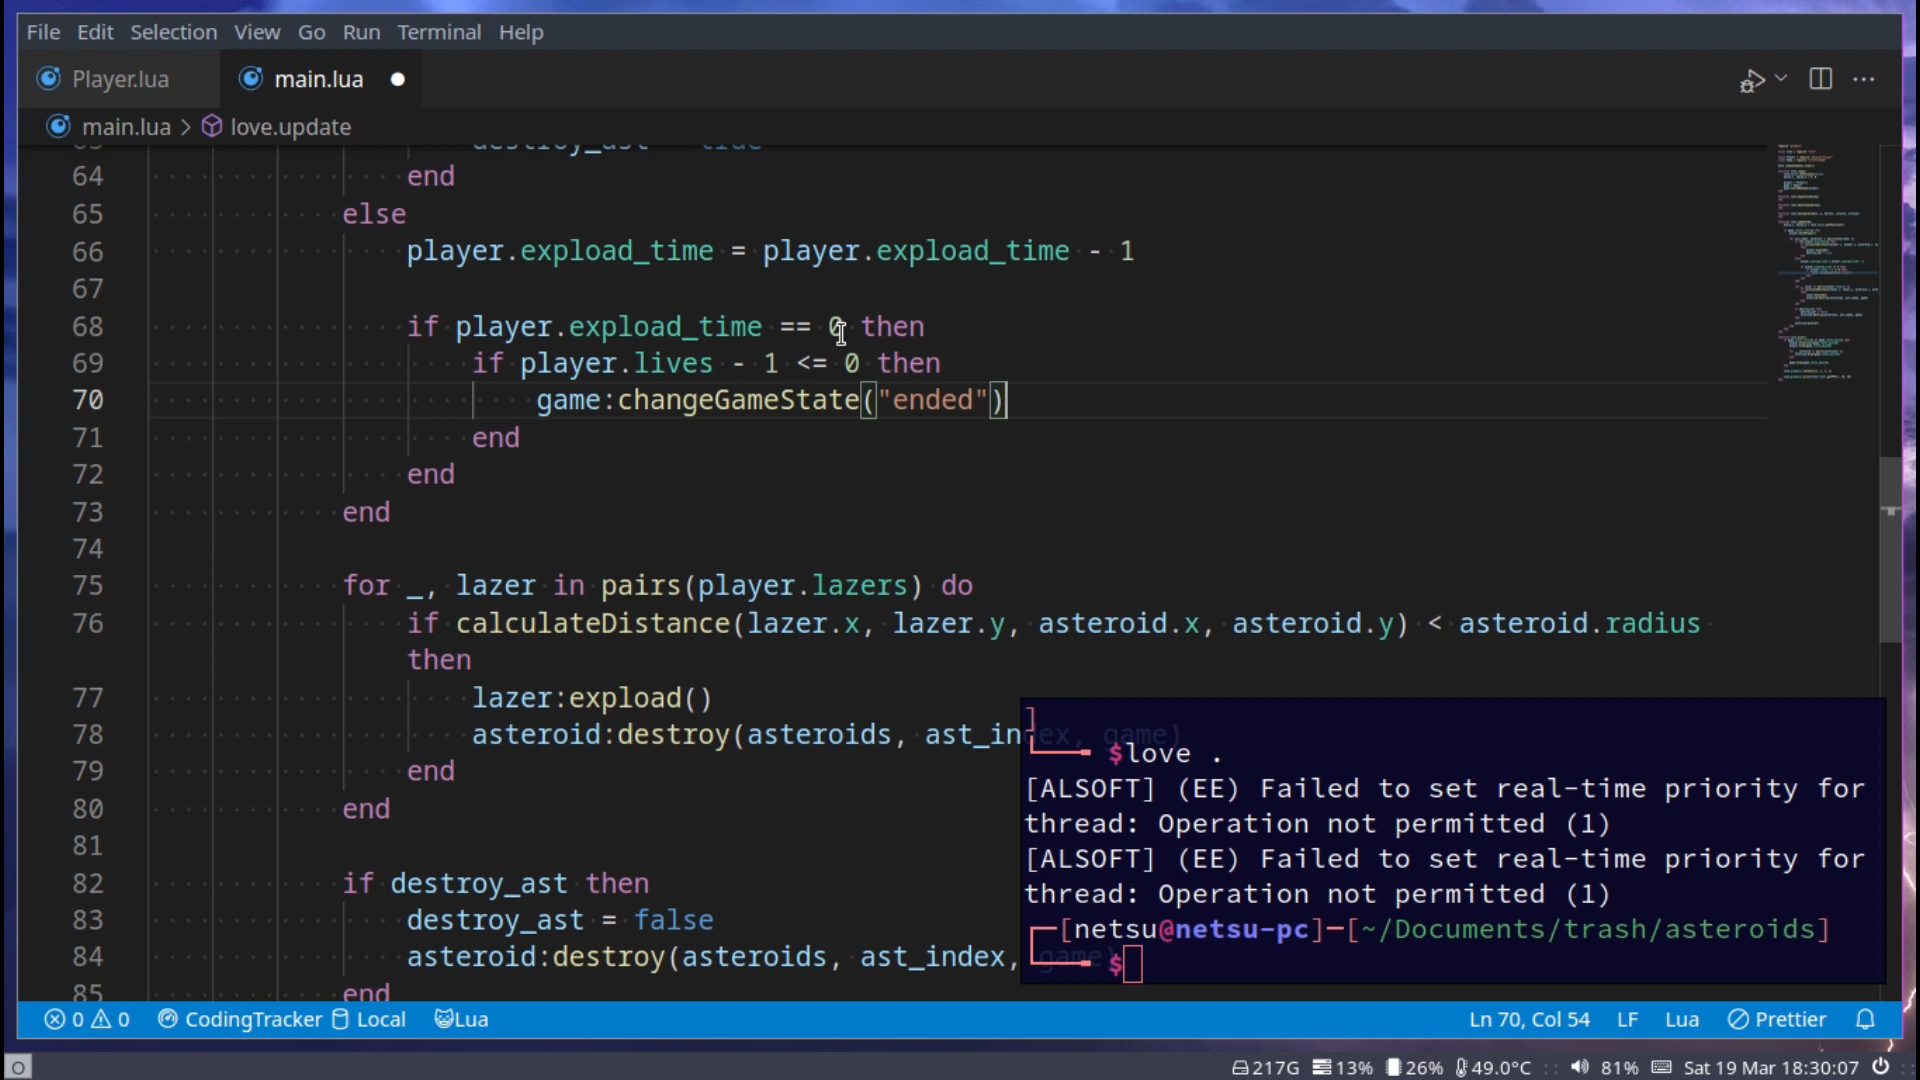 File Edit Selection View Go Run Terminal Help
Player.lua main.lua
main.lua > love.update
destroy_ast = true
64 end
65 else
66 player.expload_time = player.expload_time - 1
67
68 if player.expload_time == 0 then
69 if player.lives - 1 <= 0 then
70 game:changeGameState("ended")
71 end
72 end
73 end
74
75 for _, lazer in pairs(player.lazers) do
76 if calculateDistance(lazer.x, lazer.y, asteroid.x, asteroid.y) < asteroid.radius
then
77 lazer:expload()
78 asteroid:destroy(asteroids, ast_index, game)
79 end
80 end
81
82 if destroy_ast then
83 destroy_ast = false
84 asteroid:destroy(asteroids, ast_index, game)
85 end
]
$love .
[ALSOFT] (EE) Failed to set real-time priority for
thread: Operation not permitted (1)
[ALSOFT] (EE) Failed to set real-time priority for
thread: Operation not permitted (1)
[netsu@netsu-pc]-[~/Documents/trash/asteroids]
$
0 0 CodingTracker Local Lua Ln 70, Col 54 LF Lua Prettier
217G 13% 26% 49.0°C 81% Sat 19 Mar 18:30:07